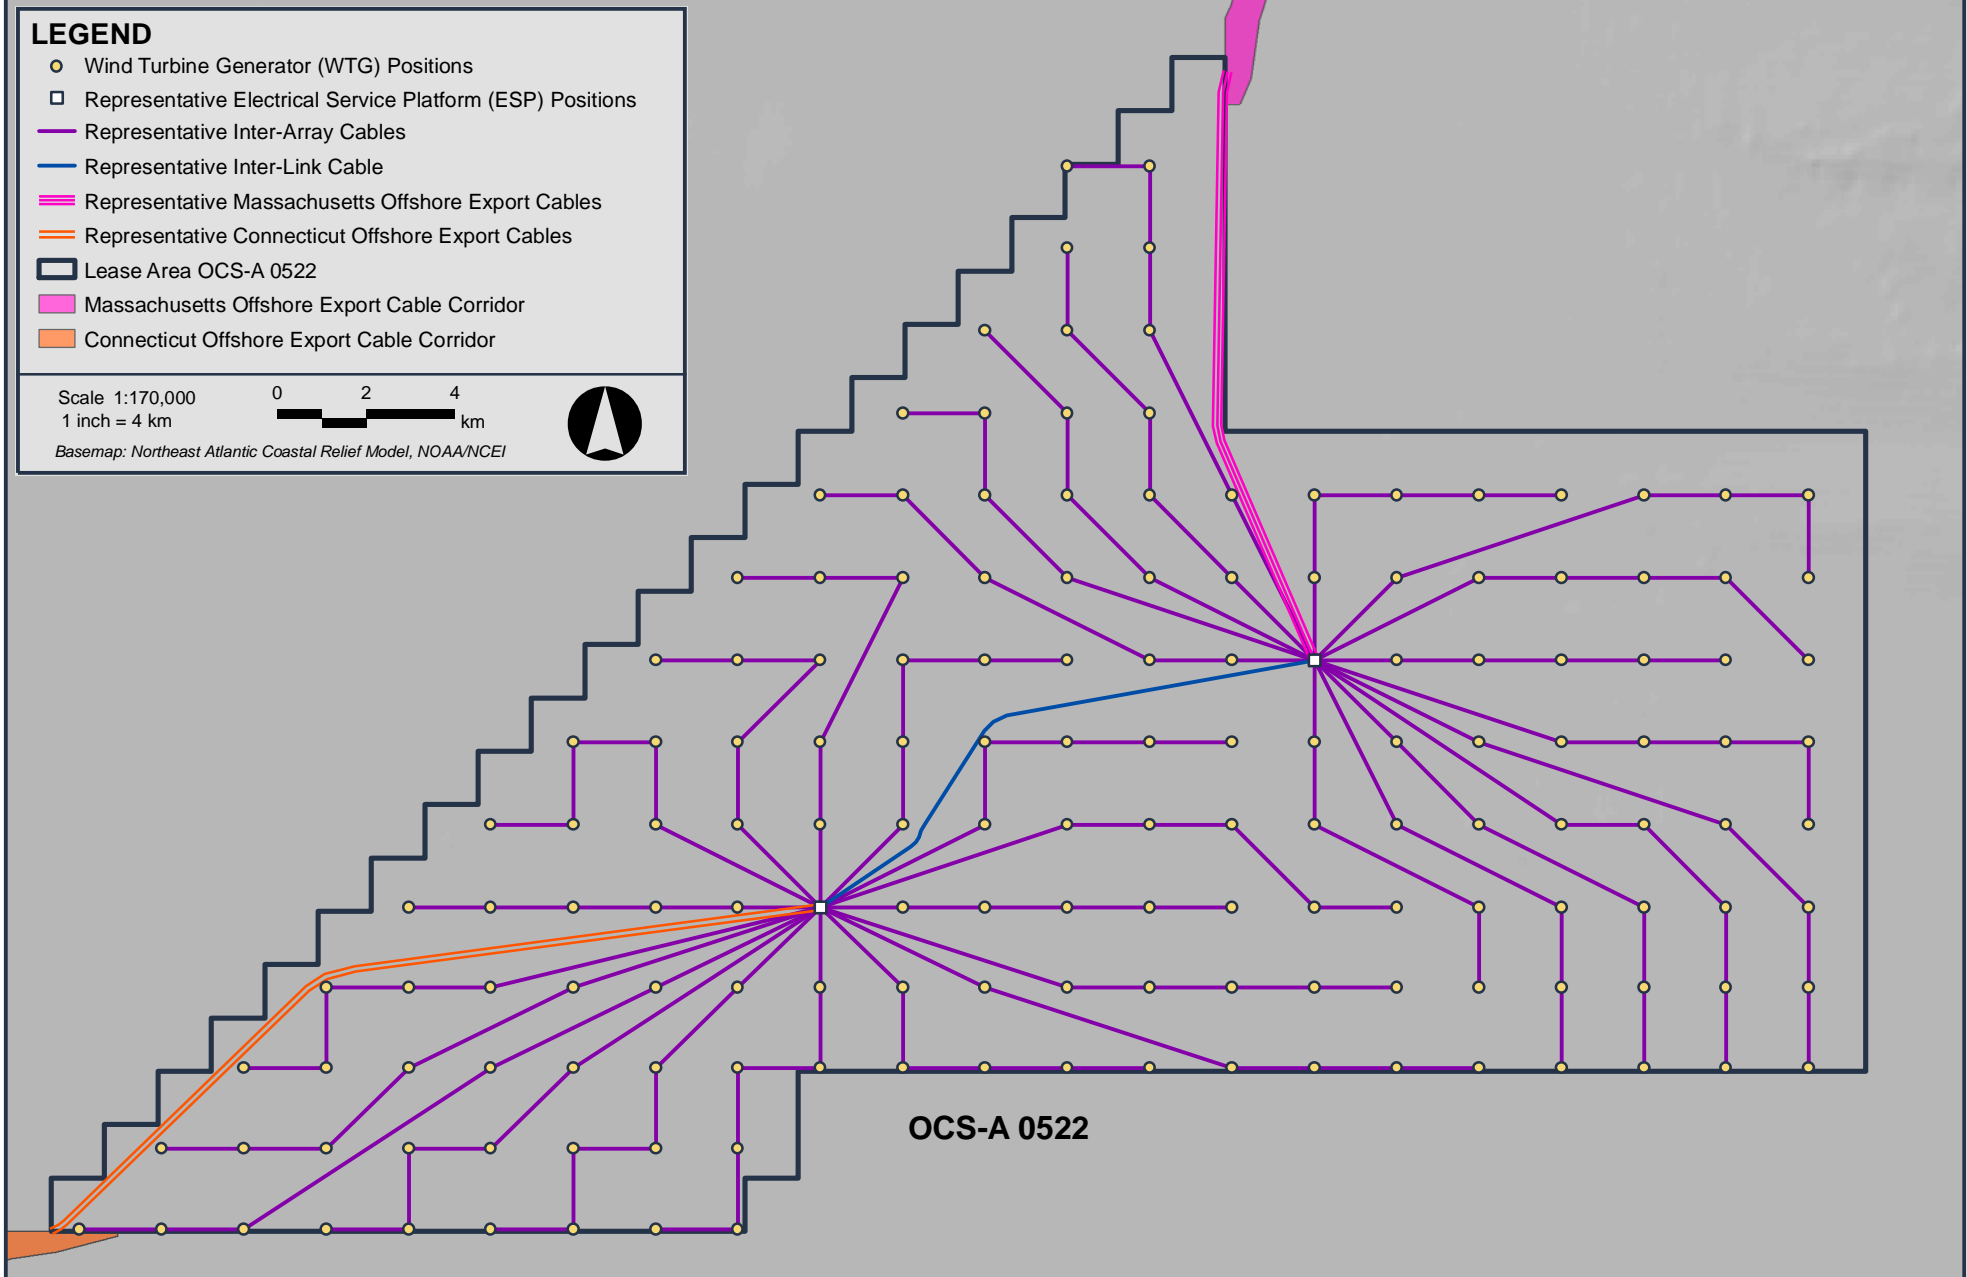 LEGEND
Wind Turbine Generator (WTG) Positions
Representative Electrical Service Platform (ESP) Positions
Representative Inter-Array Cables
Representative Inter-Link Cable
Representative Massachusetts Offshore Export Cables
Representative Connecticut Offshore Export Cables
Lease Area OCS-A 0522
Massachusetts Offshore Export Cable Corridor
Connecticut Offshore Export Cable Corridor
Scale 1:170,000
1 inch = 4 km
0 2 4
km
Basemap: Northeast Atlantic Coastal Relief Model, NOAA/NCEI
OCS-A 0522